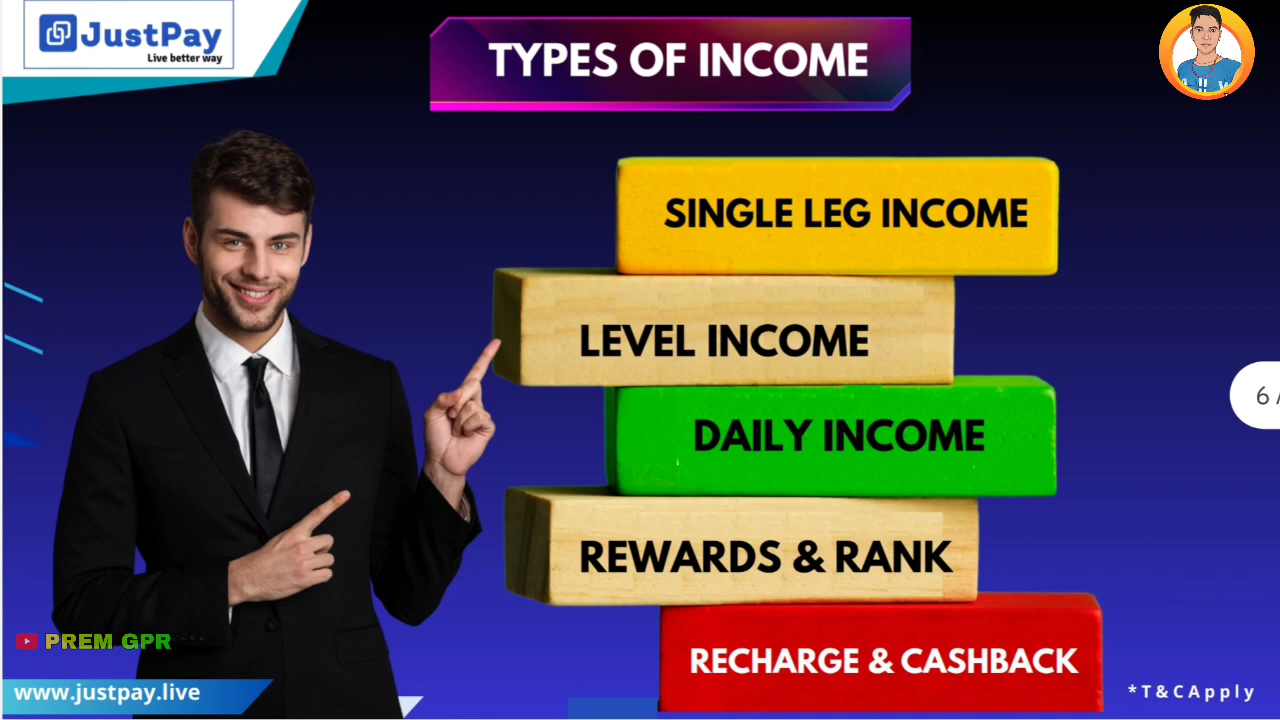 JustPay
Live better way
TYPES OF INCOME
SINGLE LEG INCOME
LEVEL INCOME
DAILY INCOME
6 /
REWARDS & RANK
RECHARGE & CASHBACK
PREM GPR
www.justpay.live
*T&CApply